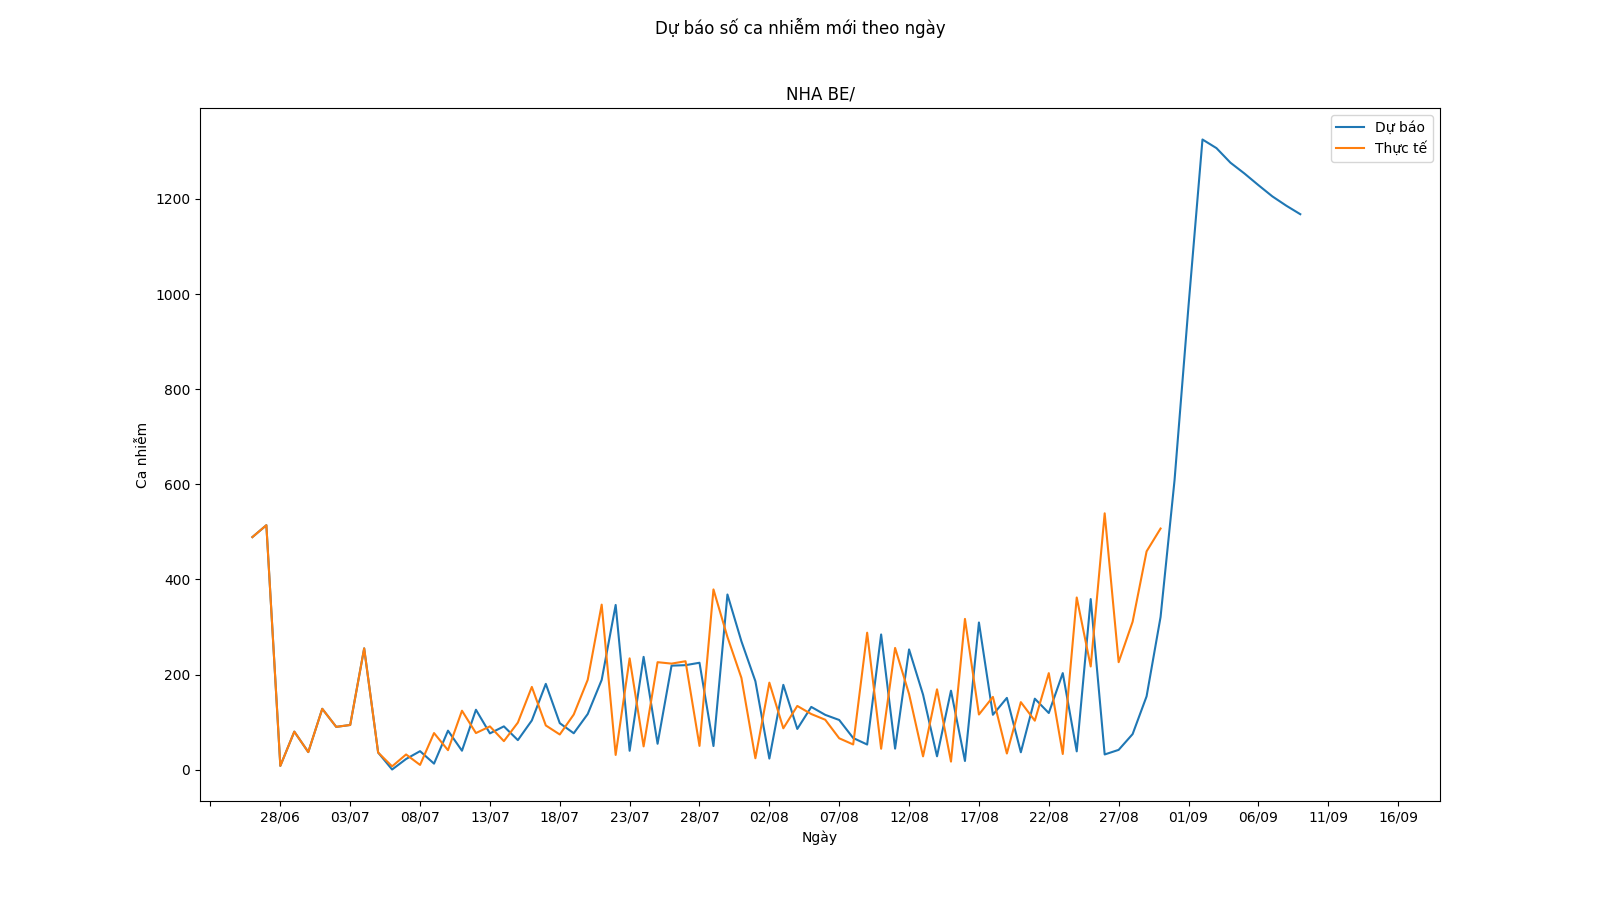 Dự báo số ca nhiễm mới theo ngày
NHA BE/
Dự báo
Thực tế
1200
1000
800
600
400
200
0
Ca nhiễm
28/06 03/07 08/07 13/07 18/07 23/07 28/07 02/08 07/08 12/08 17/08 22/08 27/08 01/09 06/09 11/09 16/09
Ngày